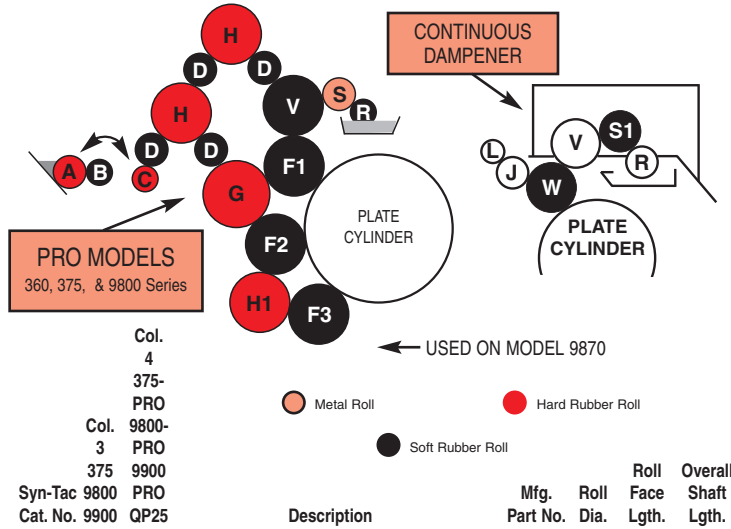 H
CONTINUOUS
DAMPENER
D
D
S
V
R
H
D
D
A
B
C
F1
G
PLATE
CYLINDER
F2
H1
F3
V
S1
L
R
J
W
PLATE
CYLINDER
PRO MODELS
360, 375, & 9800 Series
USED ON MODEL 9870
Metal Roll
Hard Rubber Roll
Soft Rubber Roll
Col.
4
375-
PRO
Col. 9800-
3 PRO
375 9900 Roll Overall
Syn-Tac 9800 PRO Mfg. Roll Face Shaft
Cat. No. 9900 QP25 Description Part No. Dia. Lgth. Lgth.